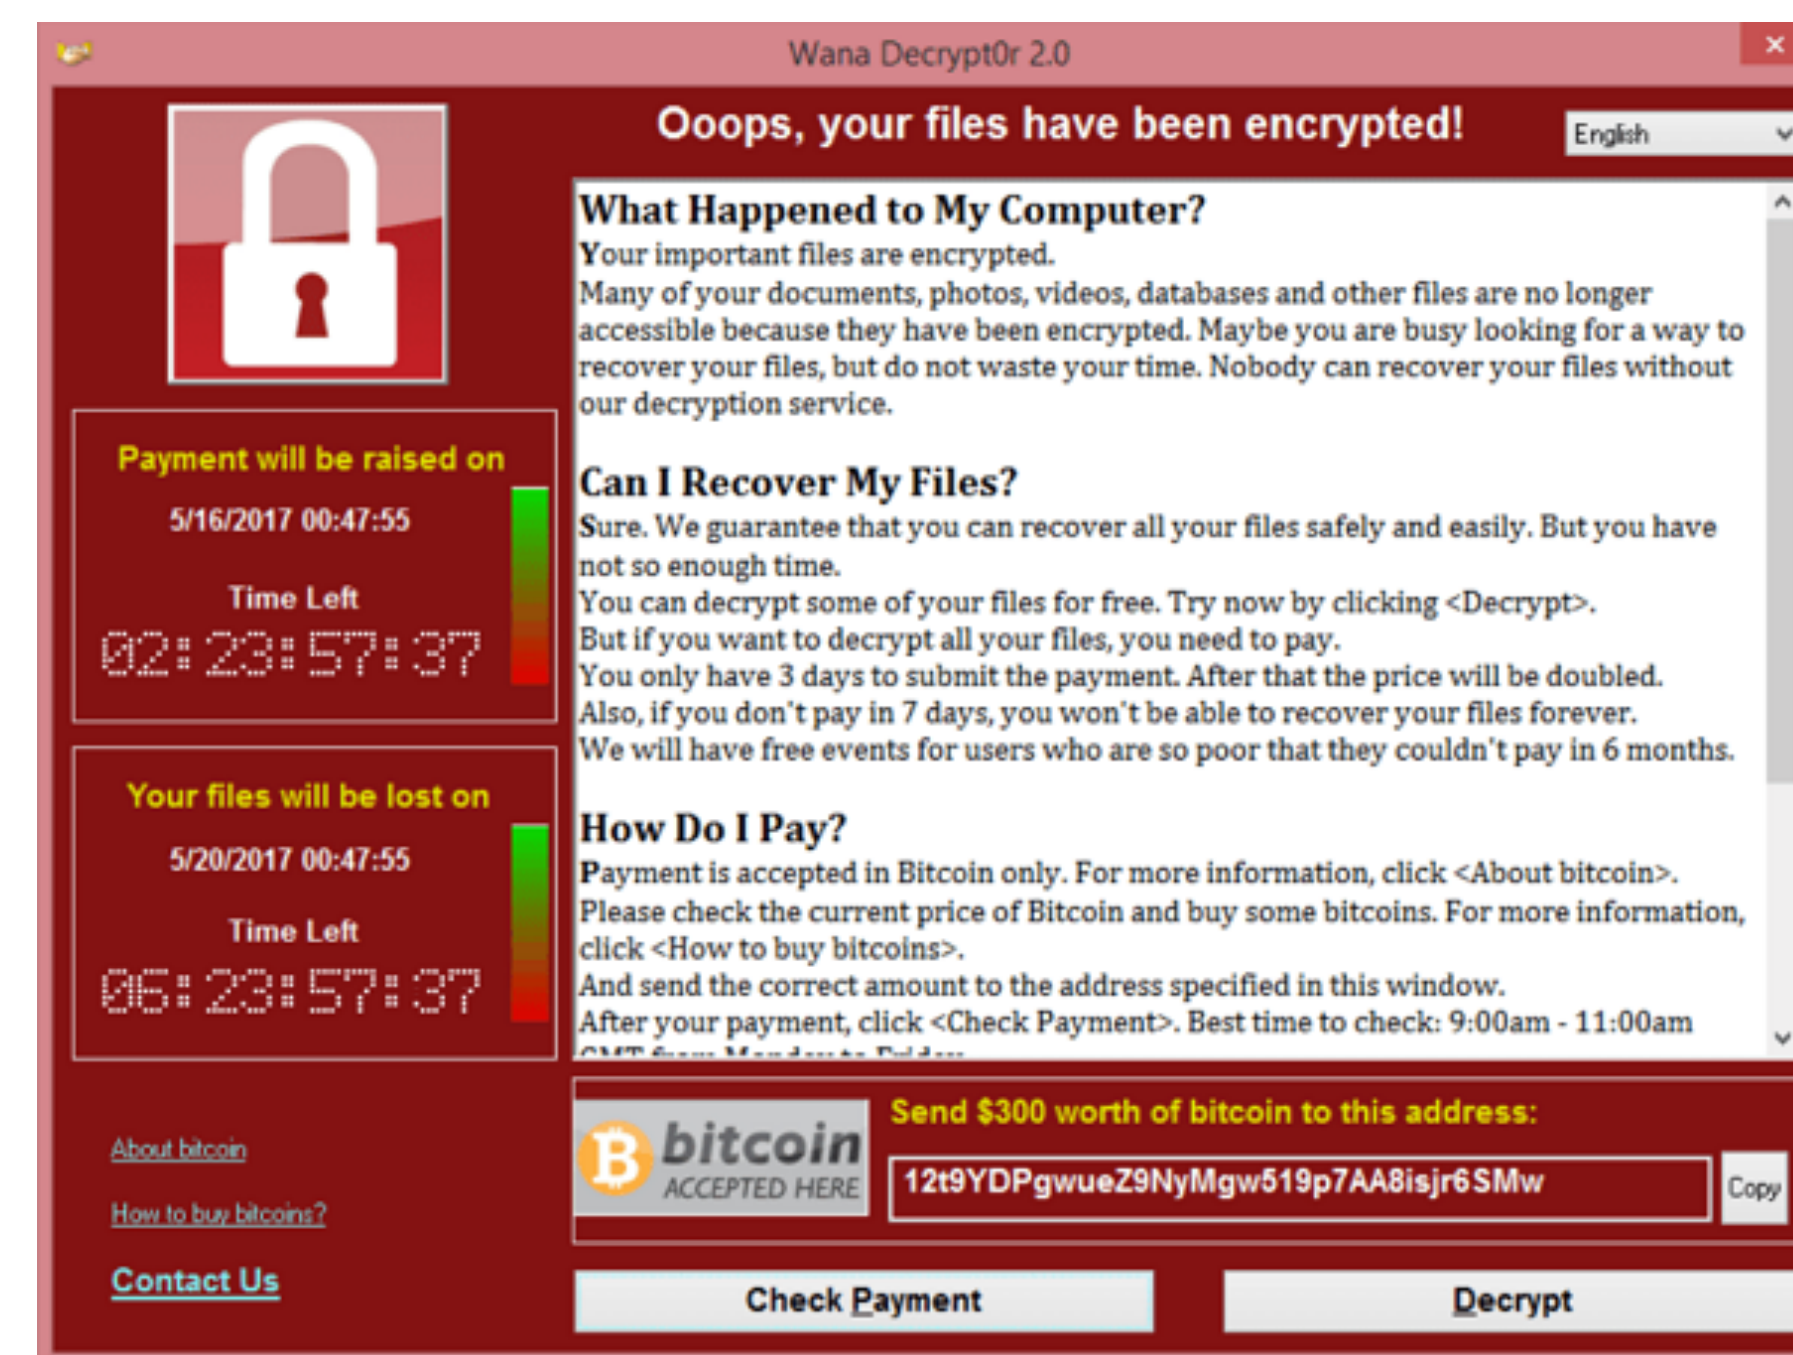 Wana Decrypt0r 2.0
Ooops, your files have been encrypted!
English
What Happened to My Computer?
Your important files are encrypted.
Many of your documents, photos, videos, databases and other files are no longer
accessible because they have been encrypted. Maybe you are busy looking for a way to
recover your files, but do not waste your time. Nobody can recover your files without
our decryption service.
Can I Recover My Files?
Sure. We guarantee that you can recover all your files safely and easily. But you have
not so enough time.
You can decrypt some of your files for free. Try now by clicking <Decrypt>.
But if you want to decrypt all your files, you need to pay.
You only have 3 days to submit the payment. After that the price will be doubled.
Also, if you don't pay in 7 days, you won't be able to recover your files forever.
We will have free events for users who are so poor that they couldn't pay in 6 months.
How Do I Pay?
Payment is accepted in Bitcoin only. For more information, click <About bitcoin>.
Please check the current price of Bitcoin and buy some bitcoins. For more information,
click <How to buy bitcoins>.
And send the correct amount to the address specified in this window.
After your payment, click <Check Payment>. Best time to check: 9:00am - 11:00am
GMT from Monday to Friday
Payment will be raised on
5/16/2017 00:47:55
Time Left
02:23:57:37
Your files will be lost on
5/20/2017 00:47:55
Time Left
06:23:57:37
About bitcoin
How to buy bitcoins?
Contact Us
bitcoin
ACCEPTED HERE
Send $300 worth of bitcoin to this address:
12t9YDPgwueZ9NyMgw519p7AA8isjr6SMw
Copy
Check Payment
Decrypt